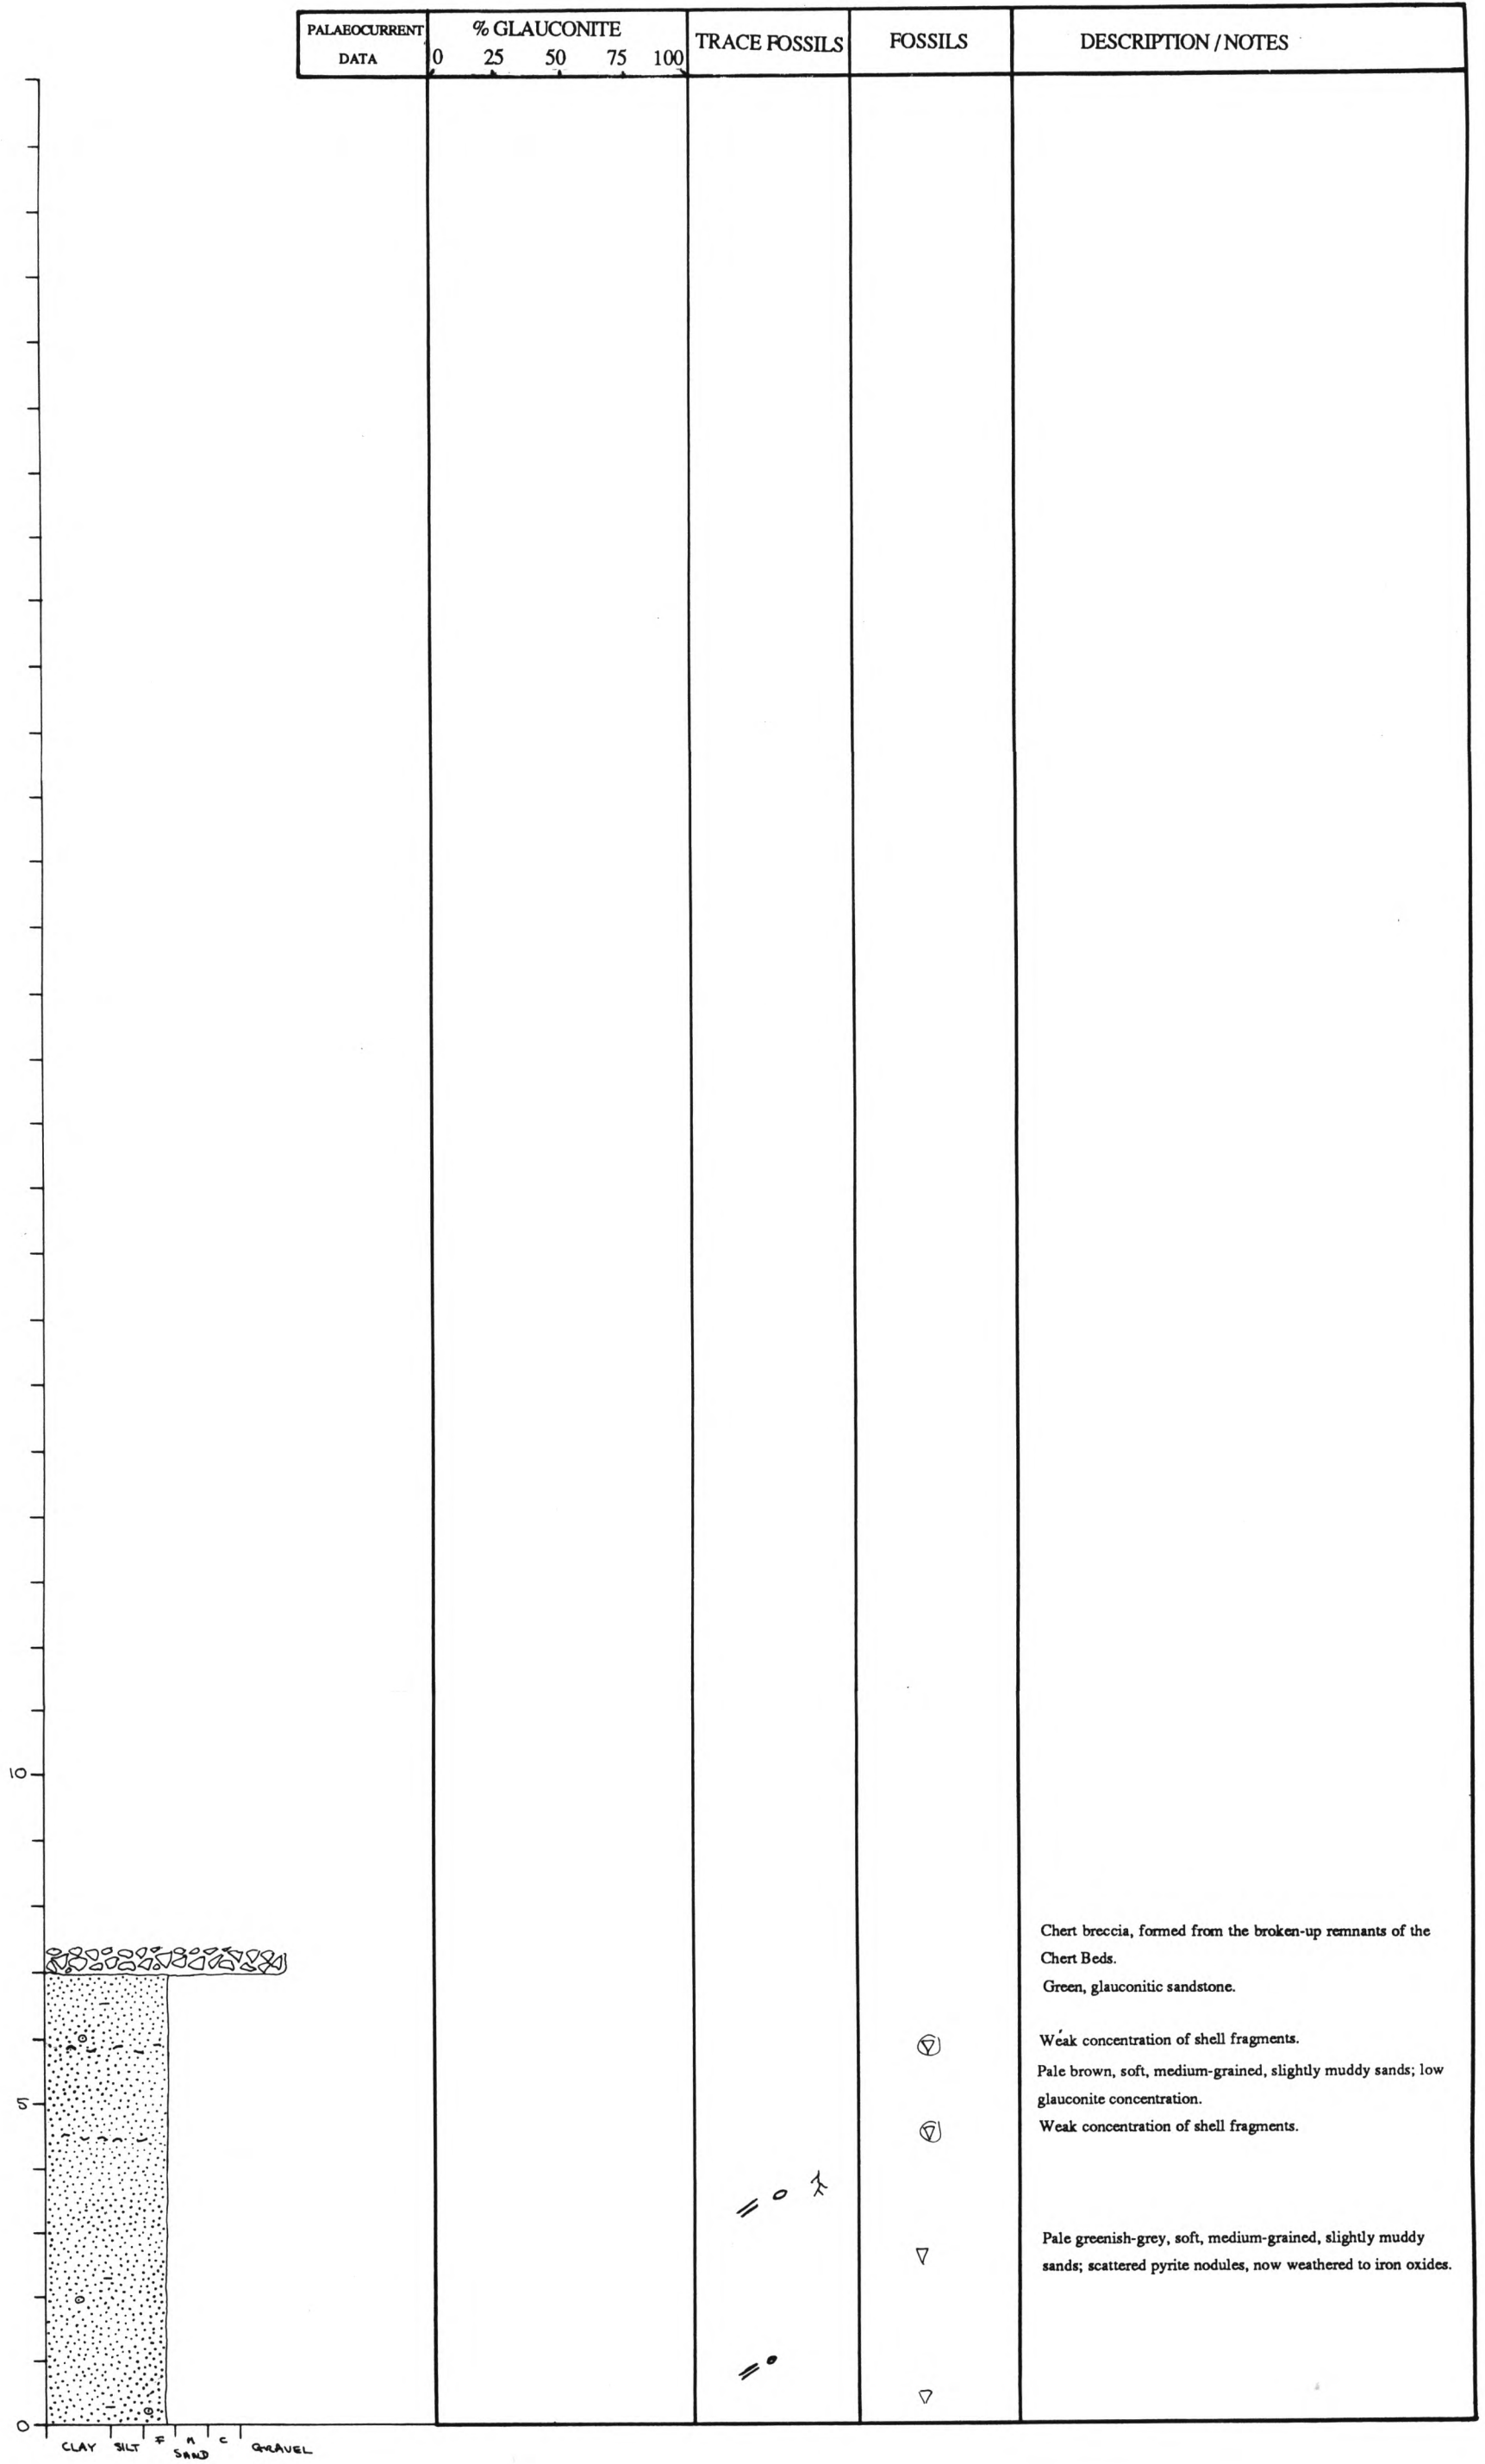 PALAEOCURRENT DATA
% GLAUCONITE
0 25 50 75 100
TRACE FOSSILS
FOSSILS
DESCRIPTION / NOTES
10
Chert breccia, formed from the broken-up remnants of the
Chert Beds.
Green, glauconitic sandstone.
Weak concentration of shell fragments.
Pale brown, soft, medium-grained, slightly muddy sands; low
5
glauconite concentration.
Weak concentration of shell fragments.
Pale greenish-grey, soft, medium-grained, slightly muddy
sands; scattered pyrite nodules, now weathered to iron oxides.
0
CLAY SILT F M C GRAVEL
SAND